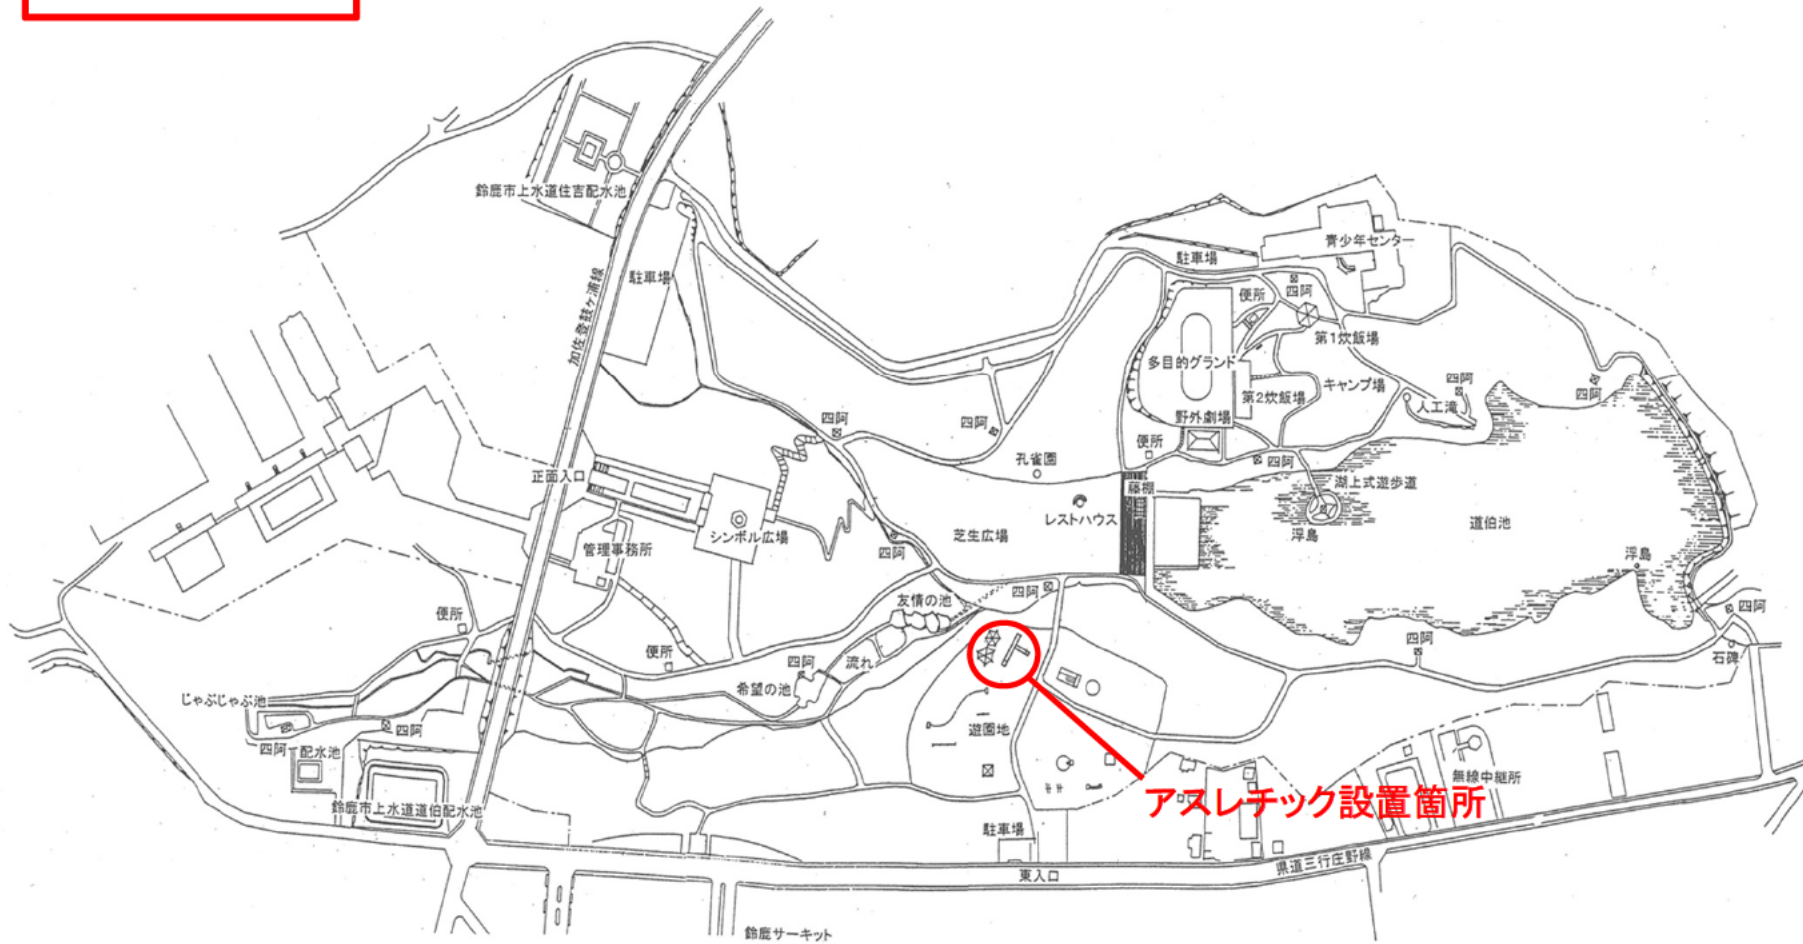 鈴鹿市上水道住吉配水池
青少年センター
駐車場
駐車場
加佐登鼓ヶ浦線
便所
四阿
第1炊飯場
多目的グランド
キャンプ場
第2炊飯場
四阿
四阿
人工滝
四阿
四阿
野外劇場
便所
四阿
孔雀園
正面入口
湖上式遊歩道
藤棚
レストハウス
道伯池
シンボル広場
芝生広場
浮島
管理事務所
四阿
浮島
四阿
友情の池
便所
四阿
四阿
便所
四阿
流れ
石碑
希望の池
じゃぶじゃぶ池
四阿
遊園地
四阿
配水池
無線中継所
鈴鹿市上水道道伯配水池
アスレチック設置箇所
駐車場
県道三行庄野線
東入口
鈴鹿サーキット